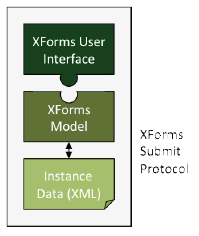 XForms User
Interface
XForms
Model
Instance
Data (XML)
XForms
Submit
Protocol